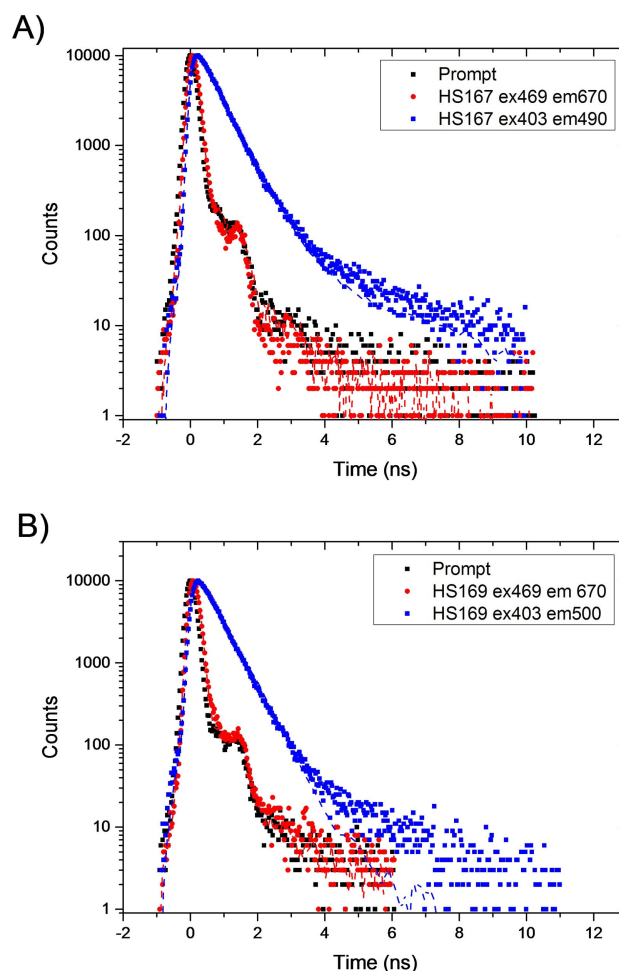 A)
10000
1000
100
10
1
Counts
Prompt
HS167 ex469 em670
HS167 ex403 em490
-2 0 2 4 6 8 10 12
Time (ns)
B)
10000
1000
100
10
1
Counts
Prompt
HS169 ex469 em 670
HS169 ex403 em500
-2 0 2 4 6 8 10 12
Time (ns)